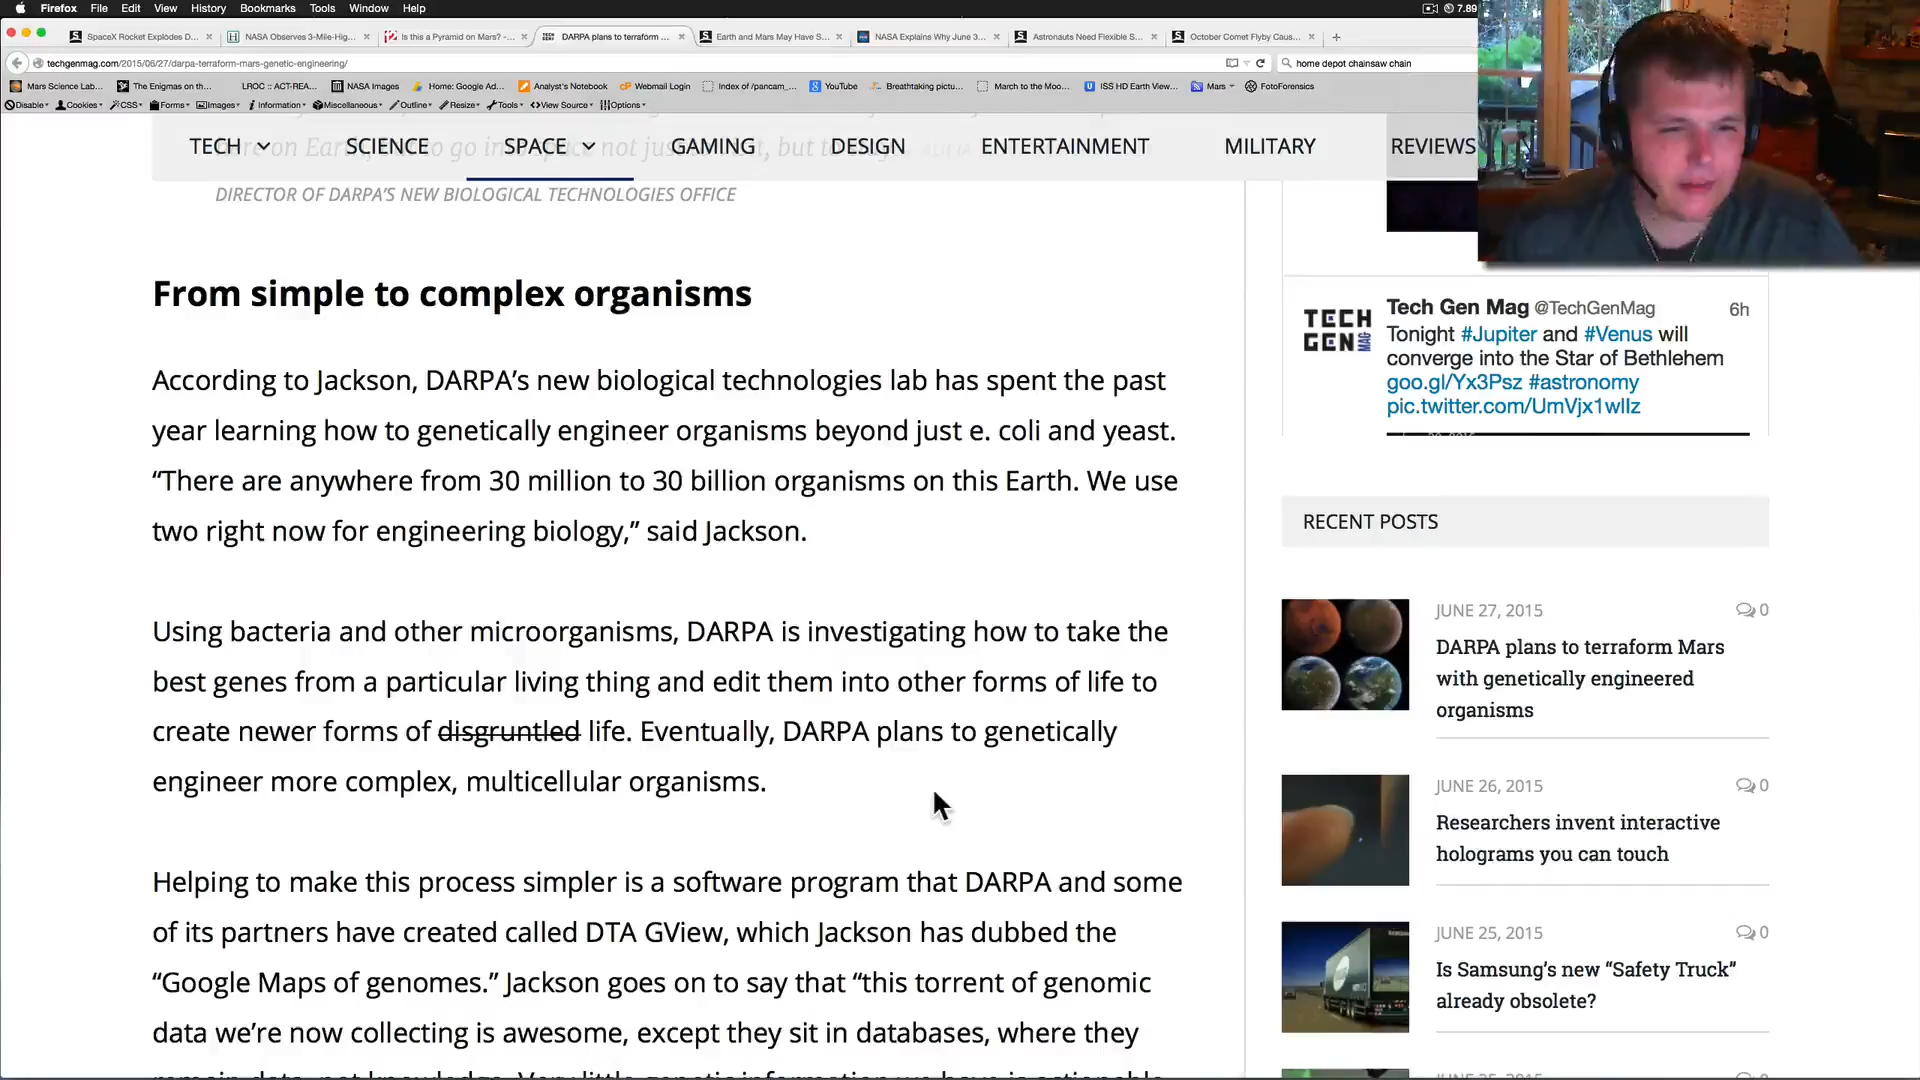 Firefox File Edit View History Bookmarks Tools Window Help 7.89
SpaceX Rocket Explodes D... NASA Observes 3-Mile-Hig... Is this a Pyramid on Mars? -... DARPA plans to terraform ... Earth and Mars May Have S... NASA Explains Why June 3... Astronauts Need Flexible S... October Comet Flyby Caus...
techgenmag.com/2015/06/27/darpa-terraform-mars-genetic-engineering/ home depot chainsaw chain
Mars Science Lab... The Enigmas on th... LROC :: ACT-REA... NASA Images Home: Google Ad... Analyst's Notebook Webmail Login Index of /pancam_... YouTube Breathtaking pictu... March to the Moo... ISS HD Earth View... Mars FotoForensics
Disable Cookies CSS Forms Images Information Miscellaneous Outline Resize Tools View Source Options
TECH SCIENCE SPACE GAMING DESIGN ENTERTAINMENT MILITARY REVIEWS
DIRECTOR OF DARPA'S NEW BIOLOGICAL TECHNOLOGIES OFFICE
From simple to complex organisms
According to Jackson, DARPA's new biological technologies lab has spent the past
year learning how to genetically engineer organisms beyond just e. coli and yeast.
“There are anywhere from 30 million to 30 billion organisms on this Earth. We use
two right now for engineering biology,” said Jackson.
Using bacteria and other microorganisms, DARPA is investigating how to take the
best genes from a particular living thing and edit them into other forms of life to
create newer forms of disgruntled life. Eventually, DARPA plans to genetically
engineer more complex, multicellular organisms.
Helping to make this process simpler is a software program that DARPA and some
of its partners have created called DTA GView, which Jackson has dubbed the
“Google Maps of genomes.” Jackson goes on to say that “this torrent of genomic
data we're now collecting is awesome, except they sit in databases, where they
remain data, not knowledge. Very little genetic information we have is actionable.
TECH GEN MAG
Tech Gen Mag @TechGenMag 6h
Tonight #Jupiter and #Venus will
converge into the Star of Bethlehem
goo.gl/Yx3Psz #astronomy
pic.twitter.com/UmVjx1wIIz
RECENT POSTS
JUNE 27, 2015 0
DARPA plans to terraform Mars
with genetically engineered
organisms
JUNE 26, 2015 0
Researchers invent interactive
holograms you can touch
JUNE 25, 2015 0
Is Samsung's new “Safety Truck”
already obsolete?